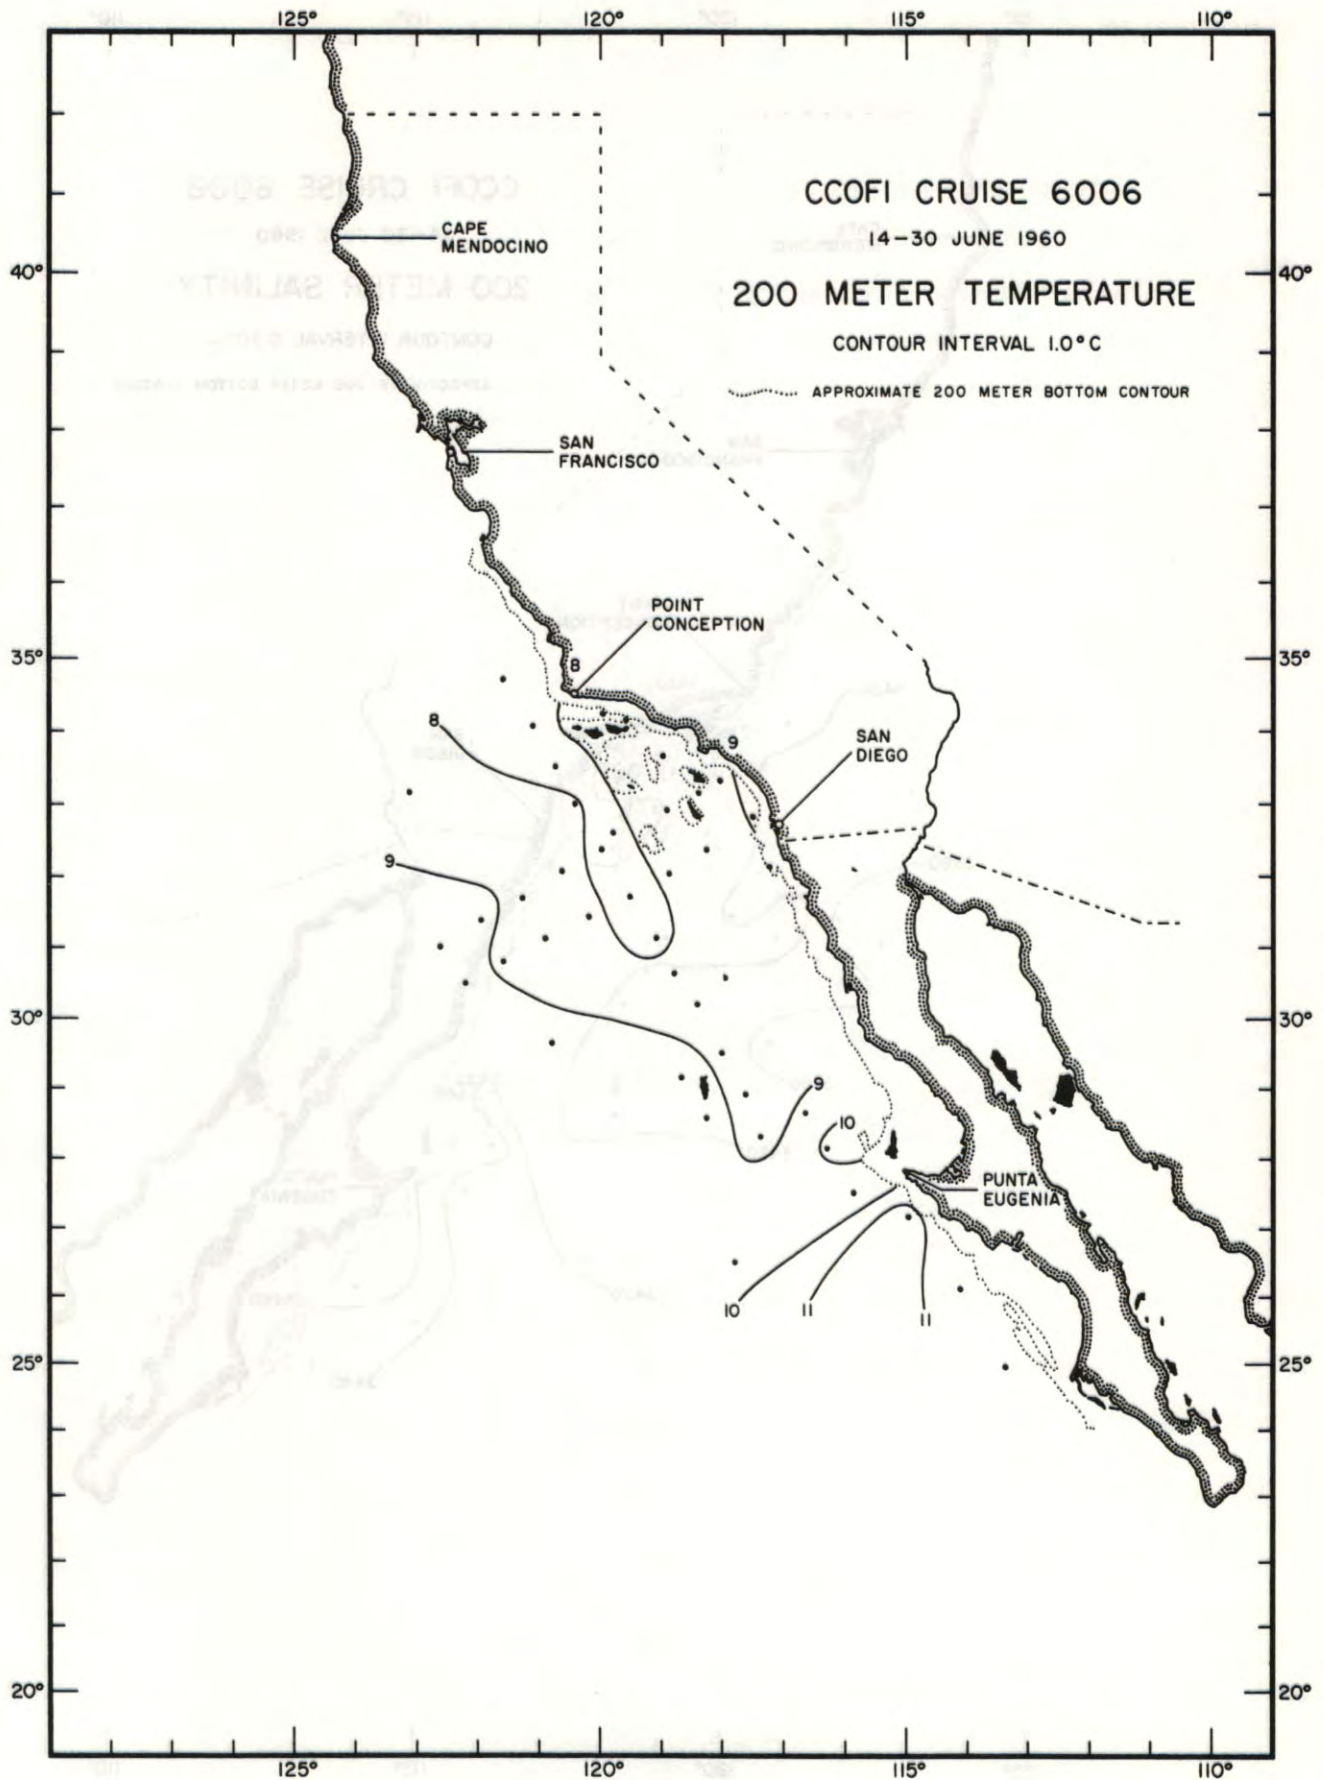 125° 120° 115° 110°
CCOFI CRUISE 6006
14-30 JUNE 1960
200 METER TEMPERATURE
CONTOUR INTERVAL 1.0° C
APPROXIMATE 200 METER BOTTOM CONTOUR
CAPE
MENDOCINO
40° 40°
SAN
FRANCISCO
POINT
CONCEPTION
35° 35°
8
8
9
SAN
DIEGO
9
30° 30°
9
10
PUNTA
EUGENIA
10 11 11
25° 25°
20° 20°
125° 120° 115° 110°